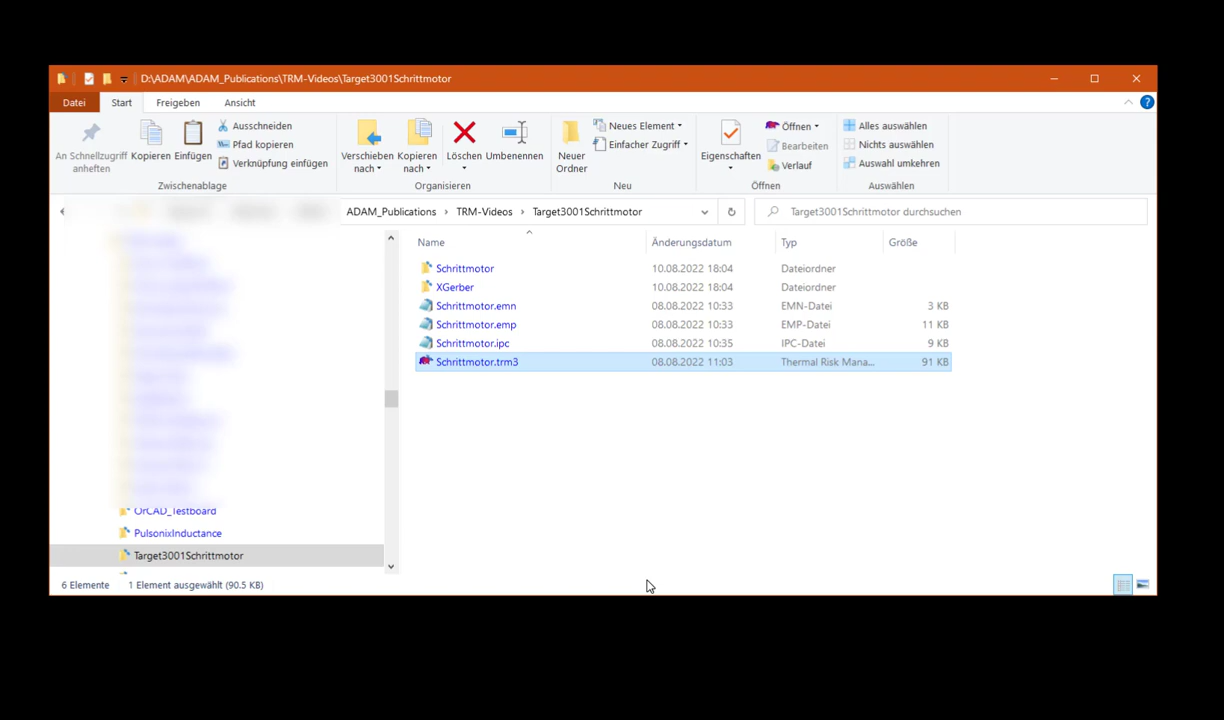 D:\ADAM\ADAM_Publications\TRM-Videos\Target3001Schrittmotor
Datei Start Freigeben Ansicht
An Schnellzugriff anheften
Kopieren
Einfügen
Ausschneiden
Pfad kopieren
Verknüpfung einfügen
Zwischenablage
Verschieben nach
Kopieren nach
Löschen
Umbenennen
Organisieren
Neuer Ordner
Neues Element
Einfacher Zugriff
Neu
Eigenschaften
Öffnen
Bearbeiten
Verlauf
Öffnen
Alles auswählen
Nichts auswählen
Auswahl umkehren
Auswählen
ADAM_Publications › TRM-Videos › Target3001Schrittmotor
Target3001Schrittmotor durchsuchen
Name Änderungsdatum Typ Größe
Schrittmotor 10.08.2022 18:04 Dateiordner
XGerber 10.08.2022 18:04 Dateiordner
Schrittmotor.emn 08.08.2022 10:33 EMN-Datei 3 KB
Schrittmotor.emp 08.08.2022 10:33 EMP-Datei 11 KB
Schrittmotor.ipc 08.08.2022 10:35 IPC-Datei 9 KB
Schrittmotor.trm3 08.08.2022 11:03 Thermal Risk Mana... 91 KB
OrCAD_Testboard
PulsonixInductance
Target3001Schrittmotor
6 Elemente 1 Element ausgewählt (90.5 KB)